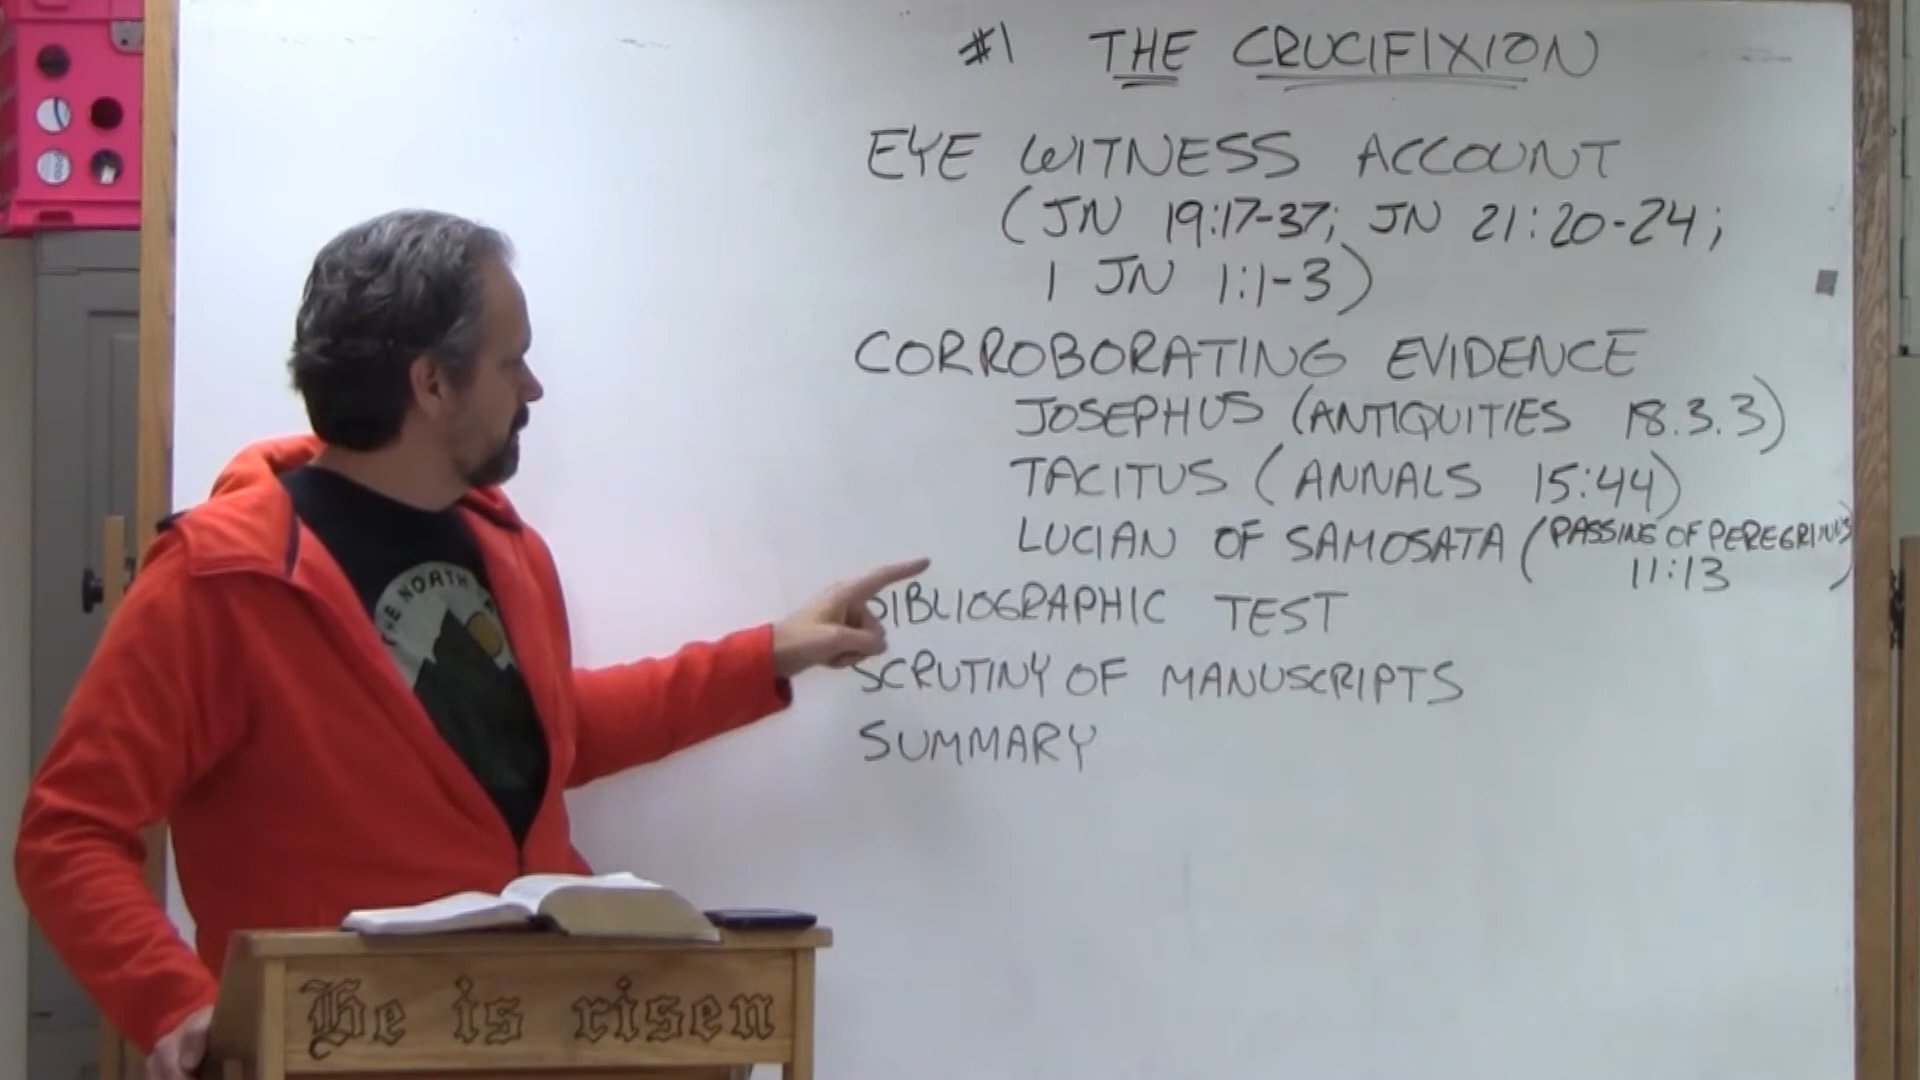 #1 THE CRUCIFIXION
EYE WITNESS ACCOUNT
(JN 19:17-37; JN 21:20-24;
1 JN 1:1-3)
CORROBORATING EVIDENCE
JOSEPHUS (ANTIQUITIES 18.3.3)
TACITUS (ANNALS 15:44)
LUCIAN OF SAMOSATA (PASSING OF PEREGRINUS
11:13)
BIBLIOGRAPHIC TEST
SCRUTINY OF MANUSCRIPTS
SUMMARY
THE NORTH
He is risen